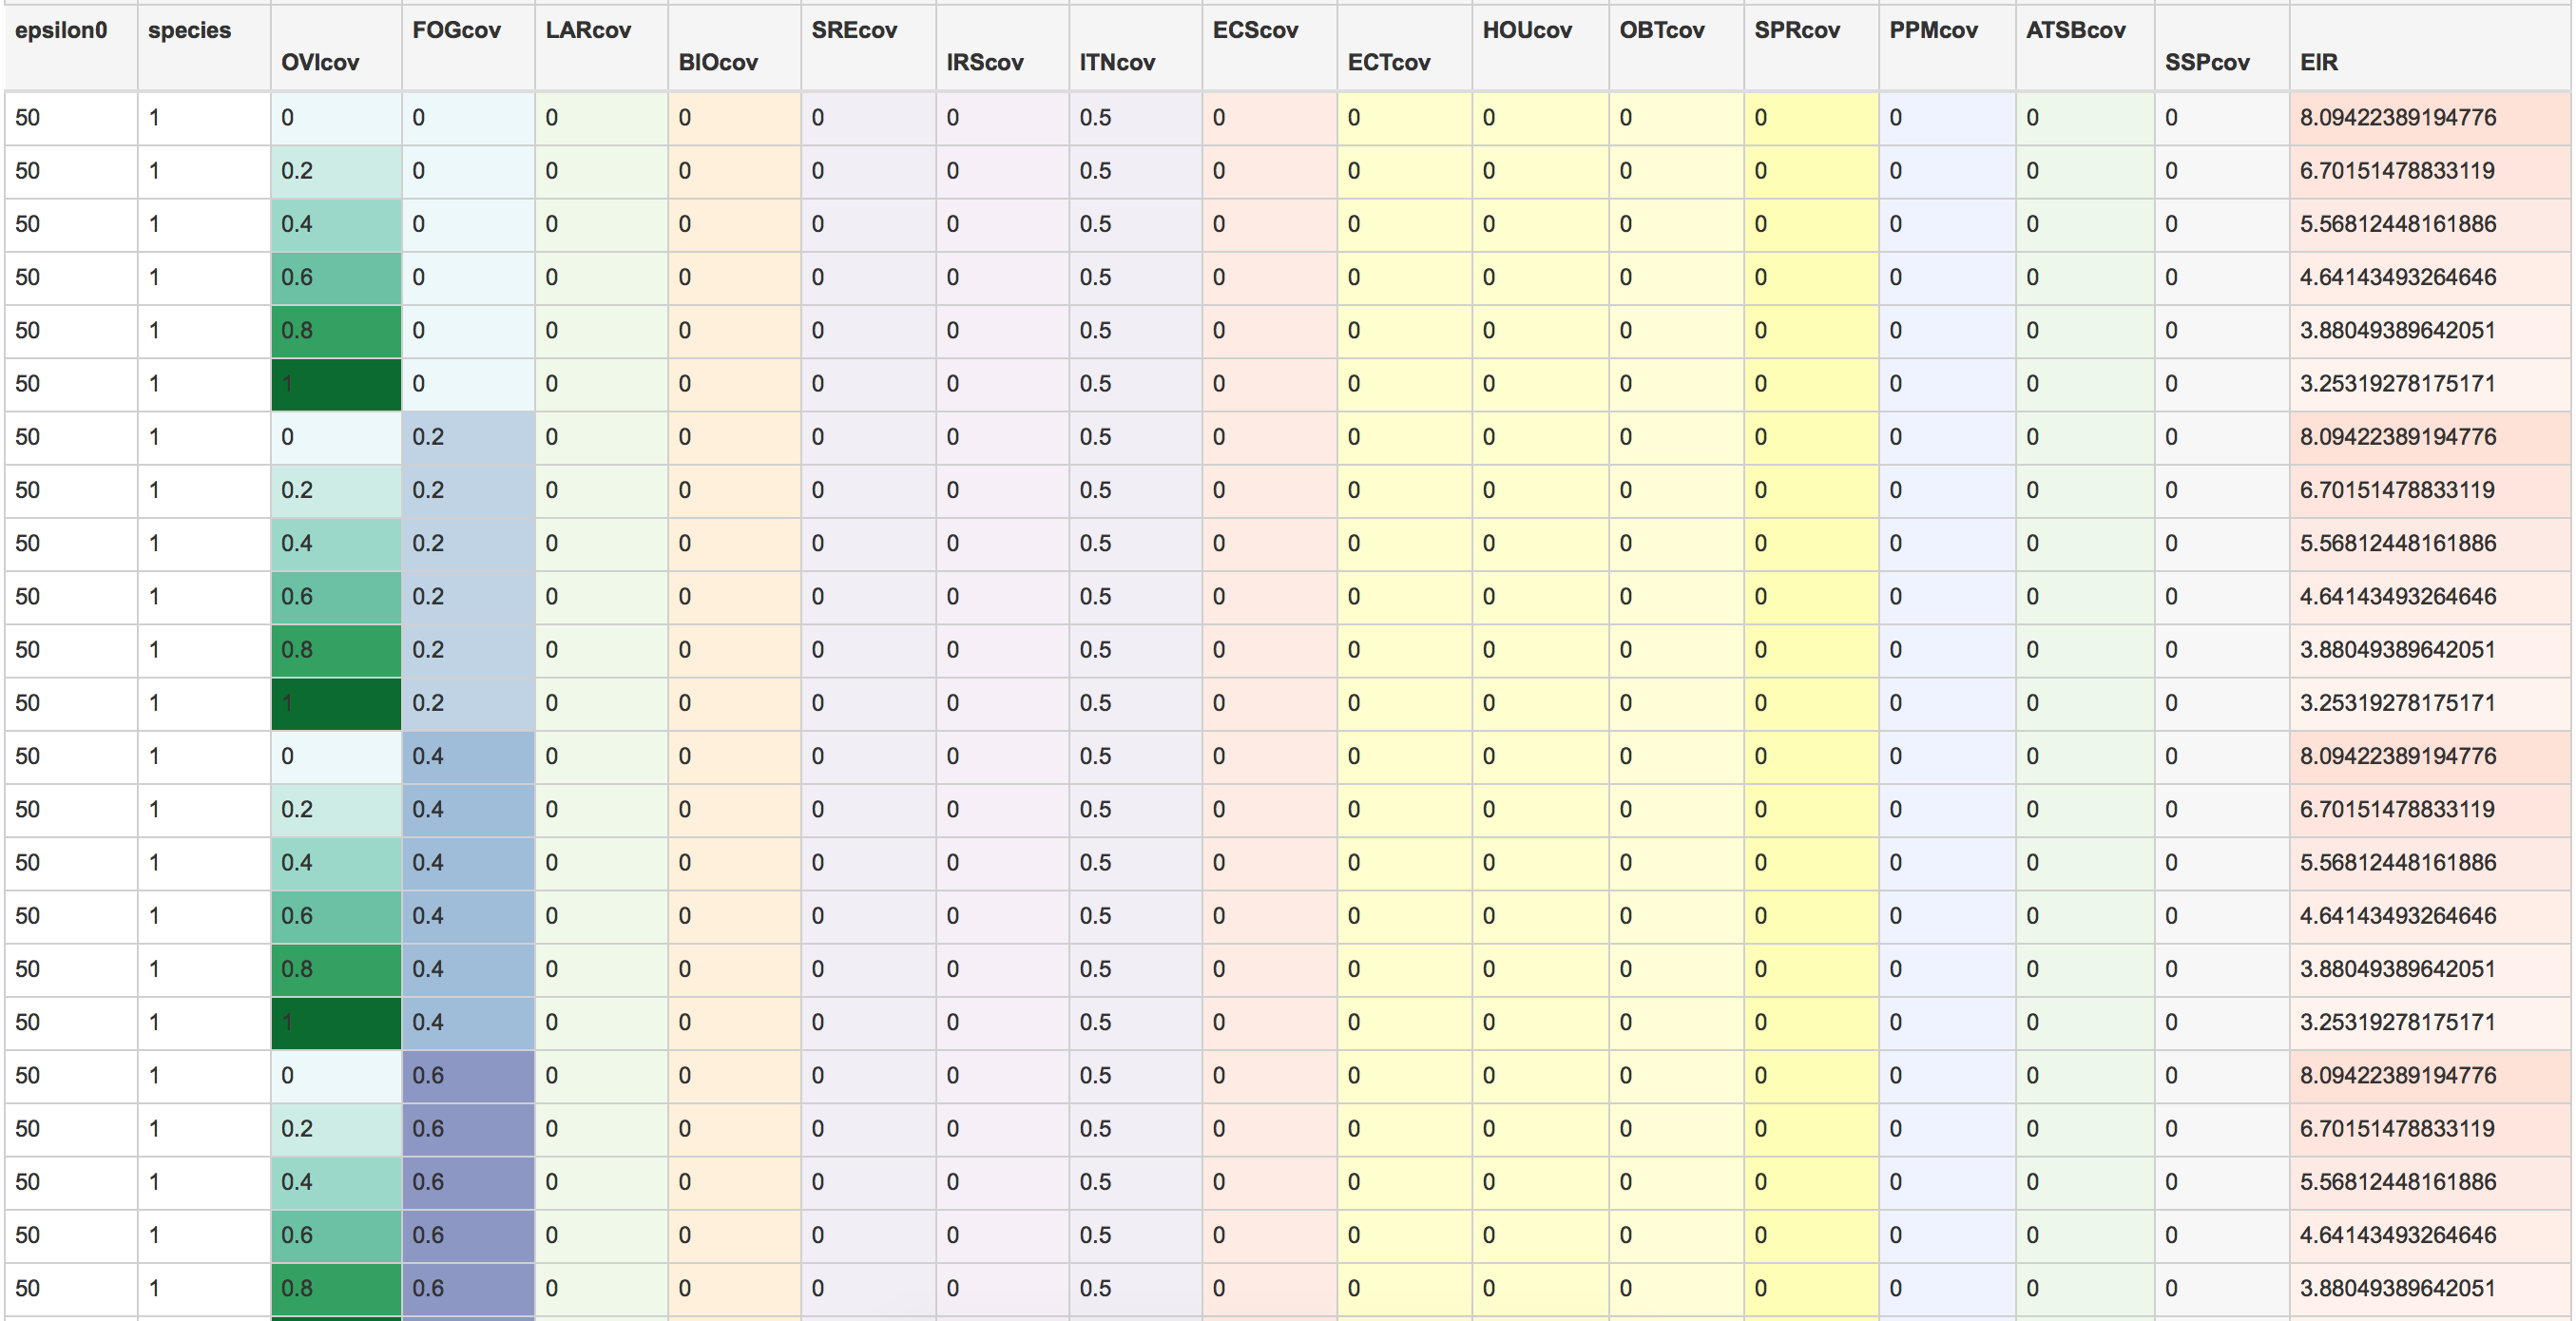 epsilon0 species OVIcov FOGcov LARcov BIOcov SREcov IRScov ITNcov ECScov ECTcov HOUcov OBTcov SPRcov PPMcov ATSBcov SSPcov EIR
50 1 0 0 0 0 0 0 0.5 0 0 0 0 0 0 0 0 8.09422389194776
50 1 0.2 0 0 0 0 0 0.5 0 0 0 0 0 0 0 0 6.70151478833119
50 1 0.4 0 0 0 0 0 0.5 0 0 0 0 0 0 0 0 5.56812448161886
50 1 0.6 0 0 0 0 0 0.5 0 0 0 0 0 0 0 0 4.64143493264646
50 1 0.8 0 0 0 0 0 0.5 0 0 0 0 0 0 0 0 3.88049389642051
50 1 1 0 0 0 0 0 0.5 0 0 0 0 0 0 0 0 3.25319278175171
50 1 0 0.2 0 0 0 0 0.5 0 0 0 0 0 0 0 0 8.09422389194776
50 1 0.2 0.2 0 0 0 0 0.5 0 0 0 0 0 0 0 0 6.70151478833119
50 1 0.4 0.2 0 0 0 0 0.5 0 0 0 0 0 0 0 0 5.56812448161886
50 1 0.6 0.2 0 0 0 0 0.5 0 0 0 0 0 0 0 0 4.64143493264646
50 1 0.8 0.2 0 0 0 0 0.5 0 0 0 0 0 0 0 0 3.88049389642051
50 1 1 0.2 0 0 0 0 0.5 0 0 0 0 0 0 0 0 3.25319278175171
50 1 0 0.4 0 0 0 0 0.5 0 0 0 0 0 0 0 0 8.09422389194776
50 1 0.2 0.4 0 0 0 0 0.5 0 0 0 0 0 0 0 0 6.70151478833119
50 1 0.4 0.4 0 0 0 0 0.5 0 0 0 0 0 0 0 0 5.56812448161886
50 1 0.6 0.4 0 0 0 0 0.5 0 0 0 0 0 0 0 0 4.64143493264646
50 1 0.8 0.4 0 0 0 0 0.5 0 0 0 0 0 0 0 0 3.88049389642051
50 1 1 0.4 0 0 0 0 0.5 0 0 0 0 0 0 0 0 3.25319278175171
50 1 0 0.6 0 0 0 0 0.5 0 0 0 0 0 0 0 0 8.09422389194776
50 1 0.2 0.6 0 0 0 0 0.5 0 0 0 0 0 0 0 0 6.70151478833119
50 1 0.4 0.6 0 0 0 0 0.5 0 0 0 0 0 0 0 0 5.56812448161886
50 1 0.6 0.6 0 0 0 0 0.5 0 0 0 0 0 0 0 0 4.64143493264646
50 1 0.8 0.6 0 0 0 0 0.5 0 0 0 0 0 0 0 0 3.88049389642051